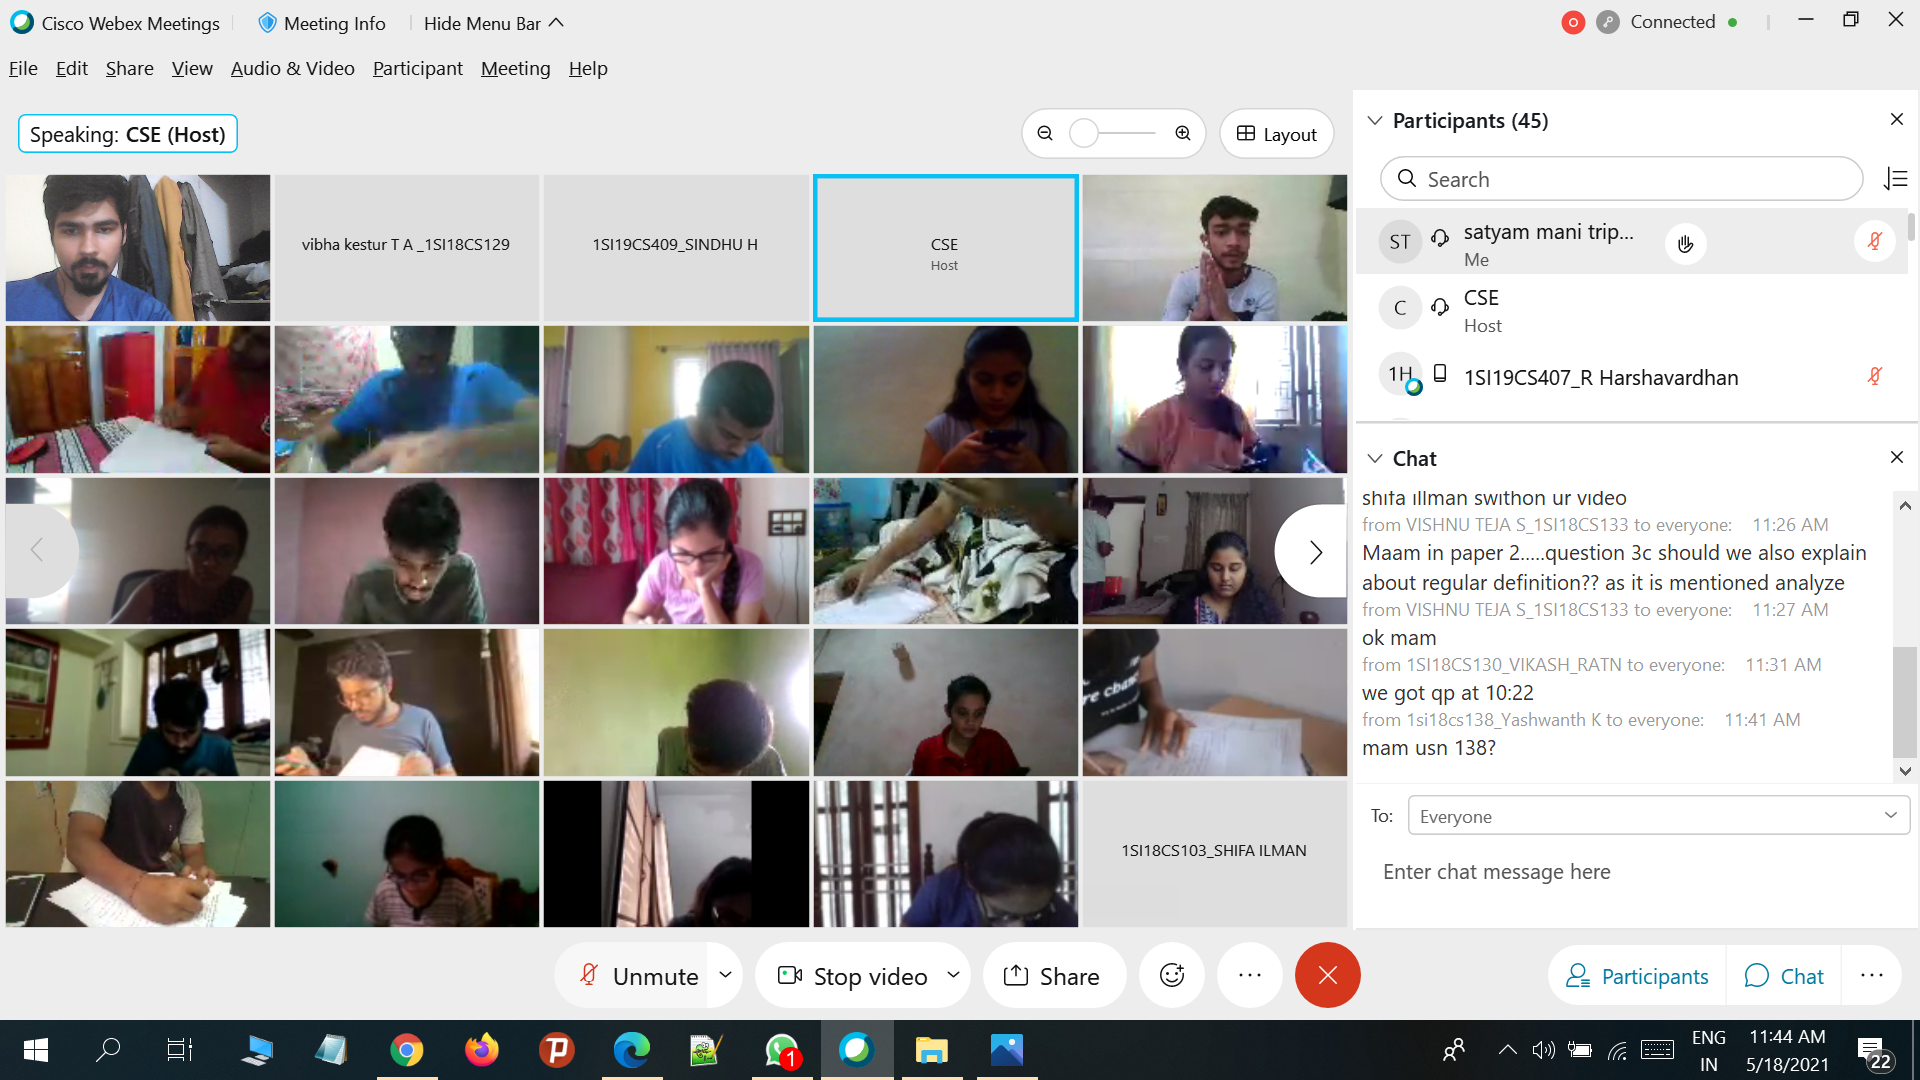 Cisco Webex Meetings
Meeting Info
Hide Menu Bar
Connected
File Edit Share View Audio & Video Participant Meeting Help
Speaking: CSE (Host)
Layout
vibha kestur T A _1SI18CS129
1SI19CS409_SINDHU H
CSE
Host
1SI18CS103_SHIFA ILMAN
Participants (45)
Search
ST
satyam mani trip...
Me
C
CSE
Host
1H
1SI19CS407_R Harshavardhan
Chat
shifa illman swithon ur video
from VISHNU TEJA S_1SI18CS133 to everyone: 11:26 AM
Maam in paper 2.....question 3c should we also explain
about regular definition?? as it is mentioned analyze
from VISHNU TEJA S_1SI18CS133 to everyone: 11:27 AM
ok mam
from 1SI18CS130_VIKASH_RATN to everyone: 11:31 AM
we got qp at 10:22
from 1si18cs138_Yashwanth K to everyone: 11:41 AM
mam usn 138?
To: Everyone
Enter chat message here
Unmute
Stop video
Share
Participants
Chat
1
ENG
IN
11:44 AM
5/18/2021
22